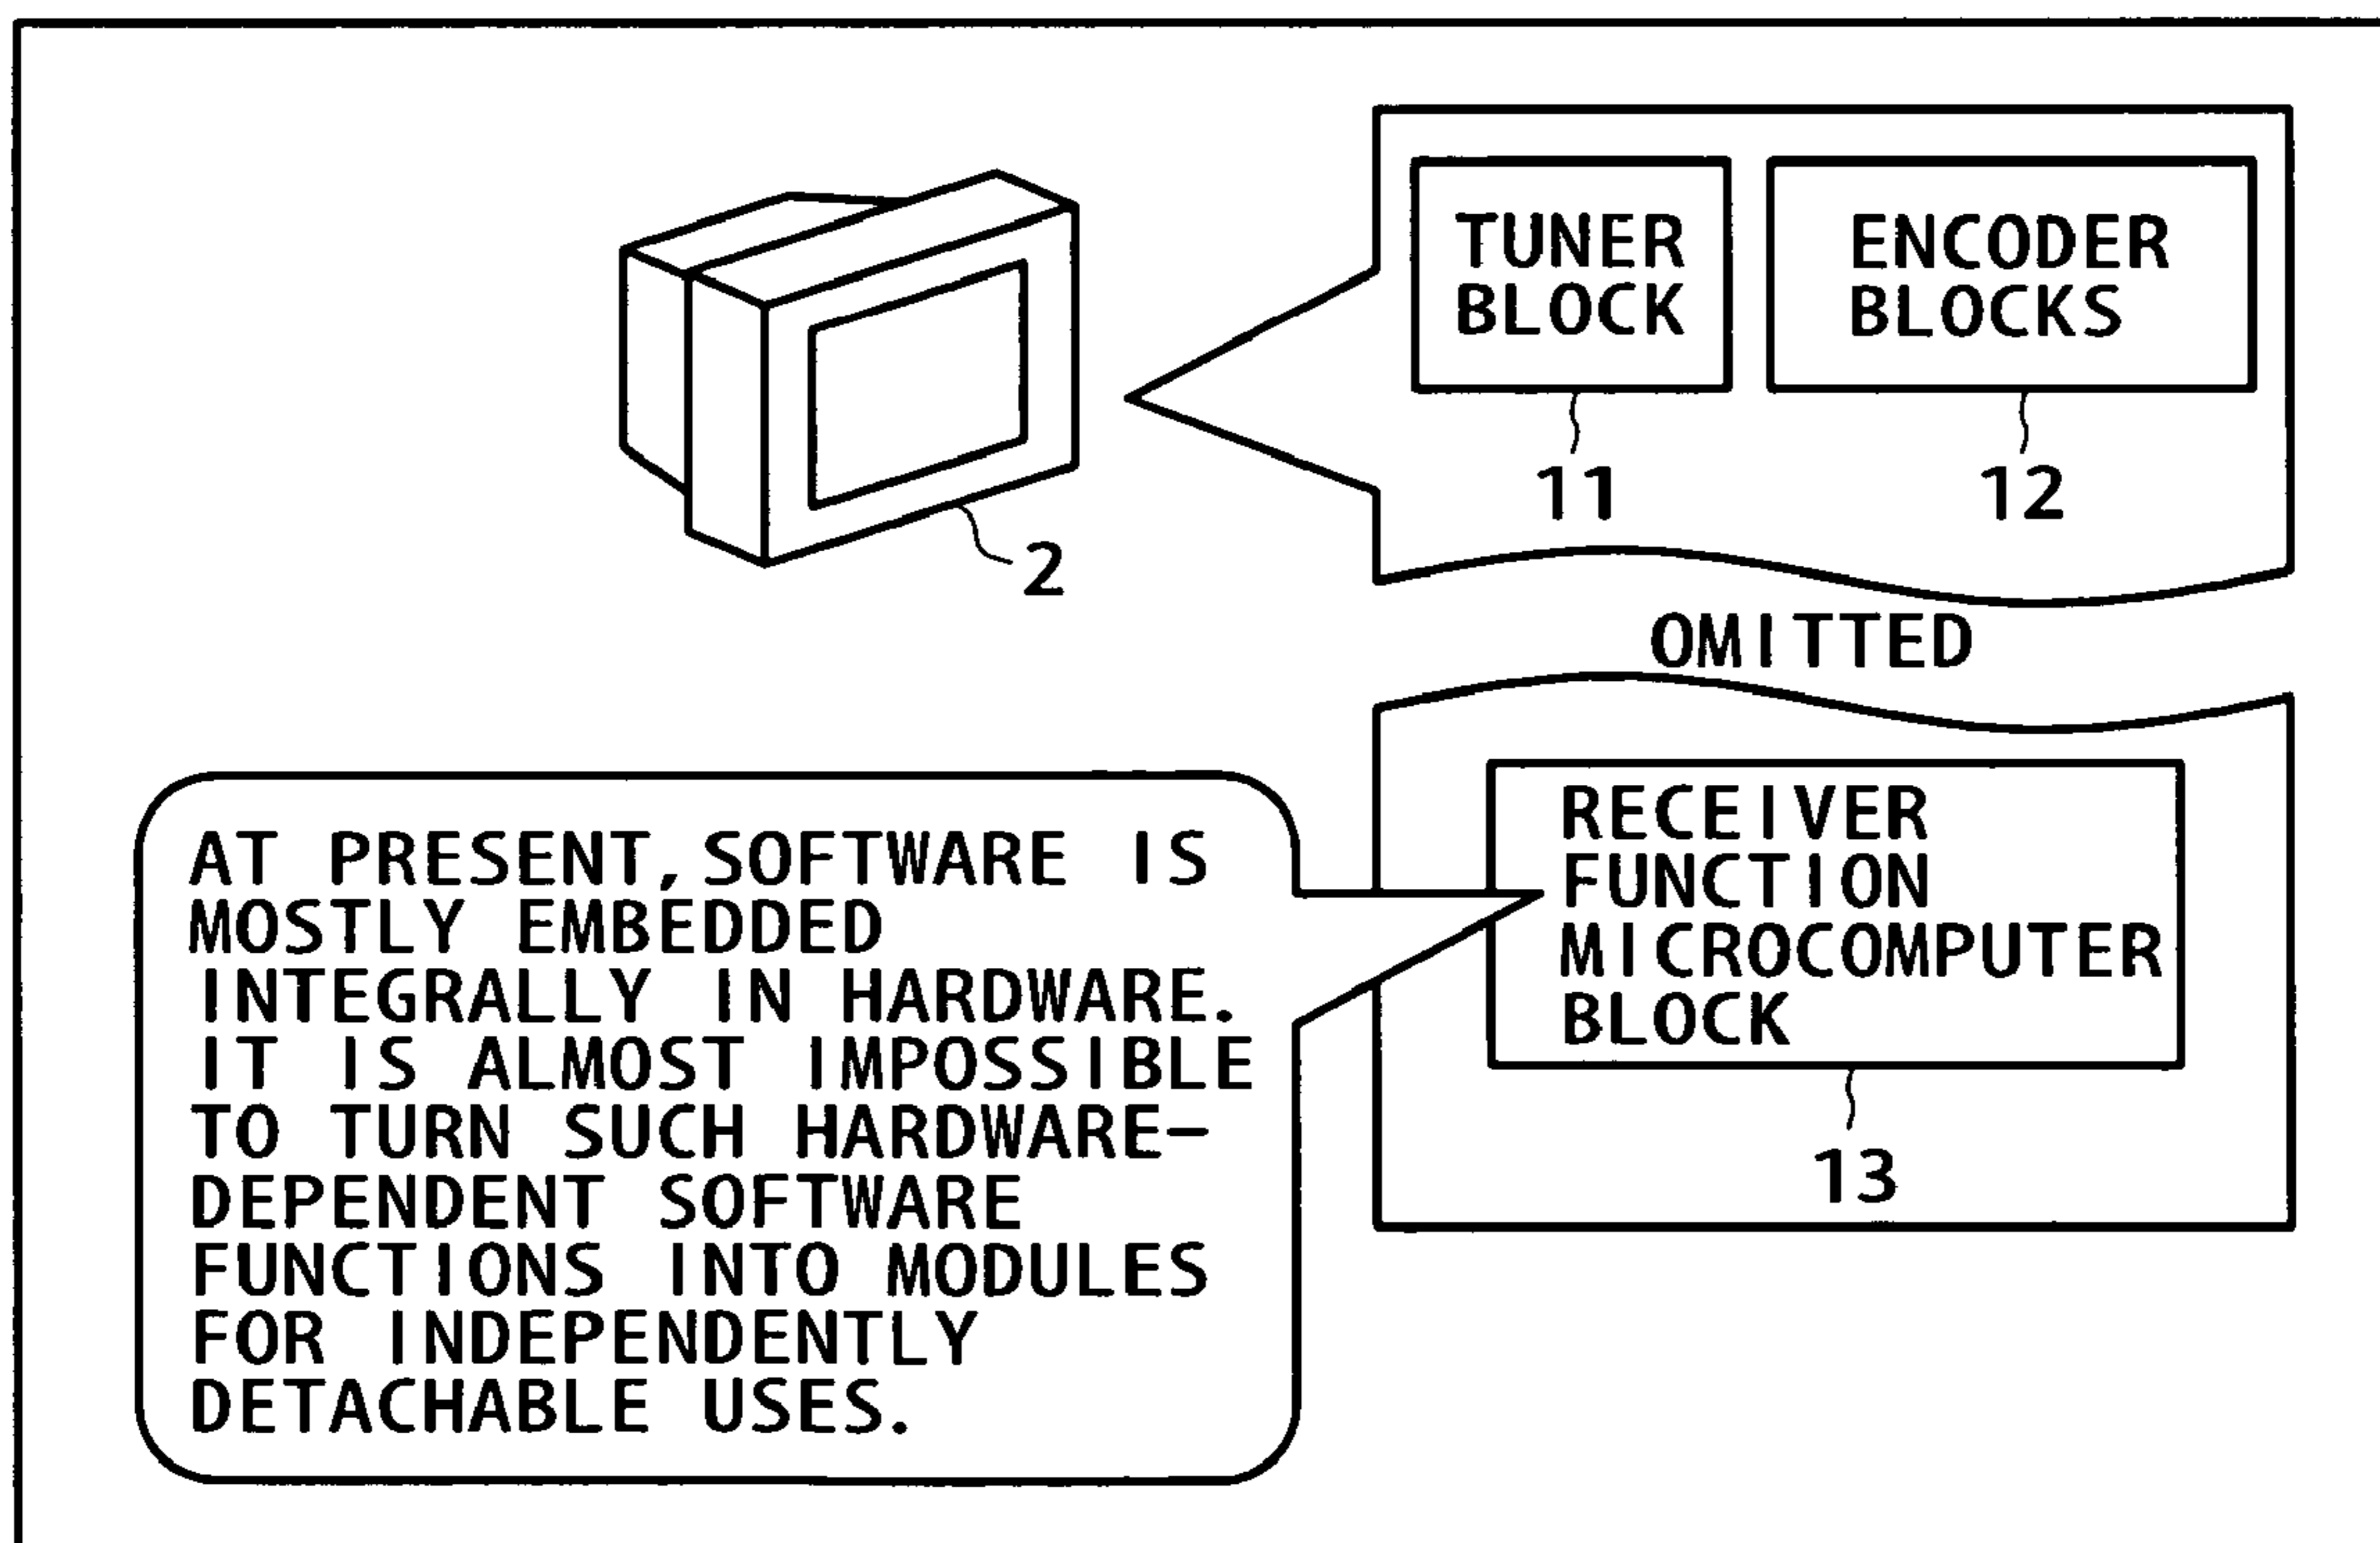 TUNER
BLOCK
11
ENCODER
BLOCKS
12
2
OMITTED
RECEIVER
FUNCTION
MICROCOMPUTER
BLOCK
13
AT PRESENT, SOFTWARE IS
MOSTLY EMBEDDED
INTEGRALLY IN HARDWARE.
IT IS ALMOST IMPOSSIBLE
TO TURN SUCH HARDWARE-
DEPENDENT SOFTWARE
FUNCTIONS INTO MODULES
FOR INDEPENDENTLY
DETACHABLE USES.